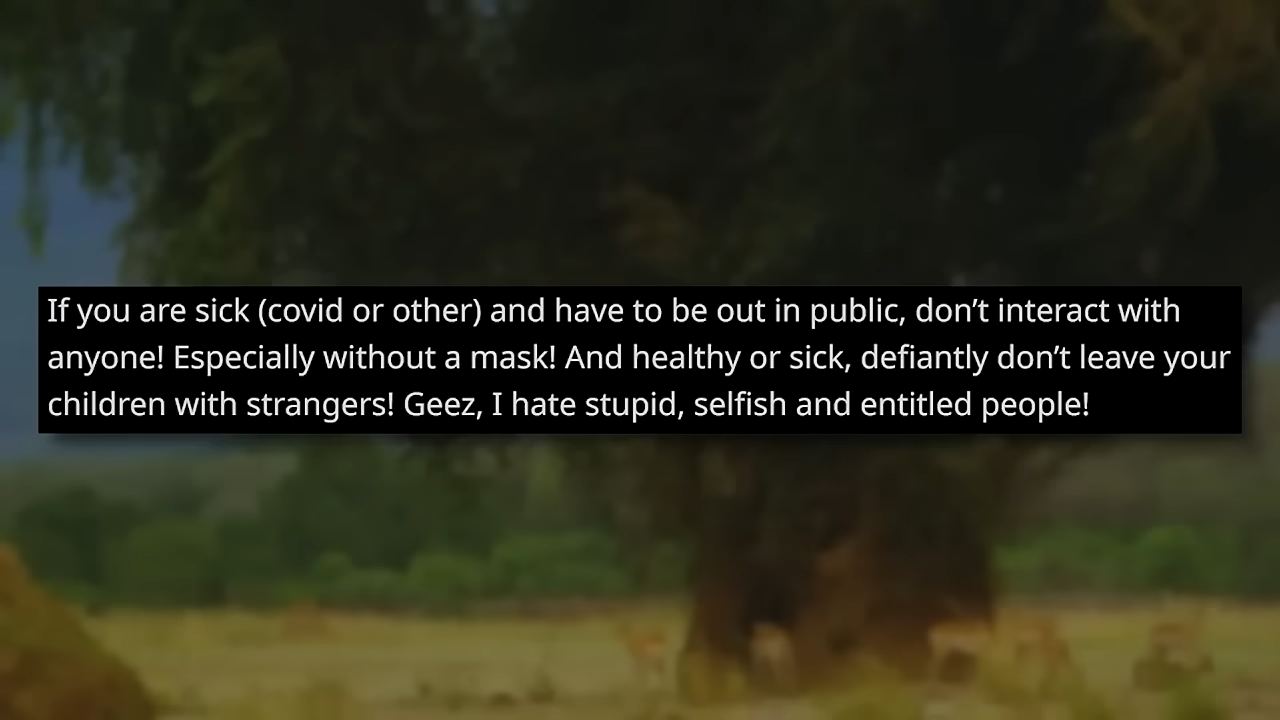 If you are sick (covid or other) and have to be out in public, don’t interact with
anyone! Especially without a mask! And healthy or sick, defiantly don’t leave your
children with strangers! Geez, I hate stupid, selfish and entitled people!